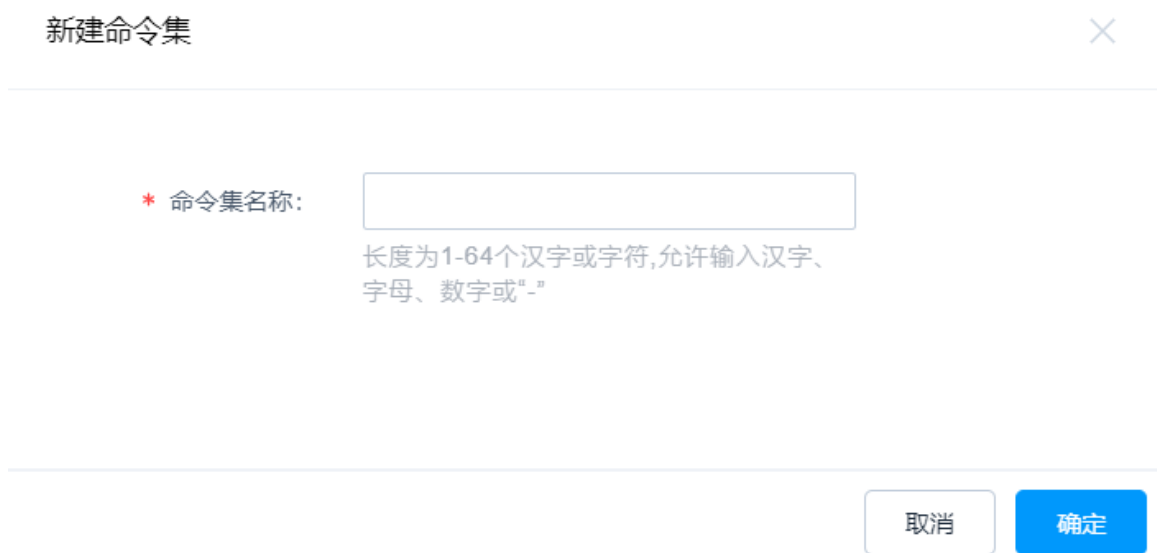 新建命令集
* 命令集名称:
长度为1-64个汉字或字符,允许输入汉字、
字母、数字或“-”
取消
确定